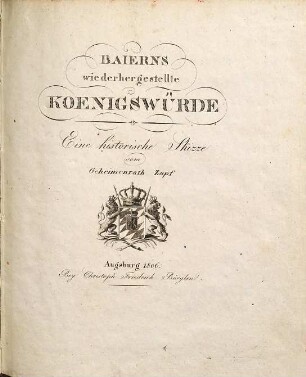 BAIERNS
wiederhergestellte
KOENIGSWÜRDE
Eine historische Skizze
vom
Geheimenrath Zapf
Augsburg 1806.
Bey Christoph Friedrich Bürglen.